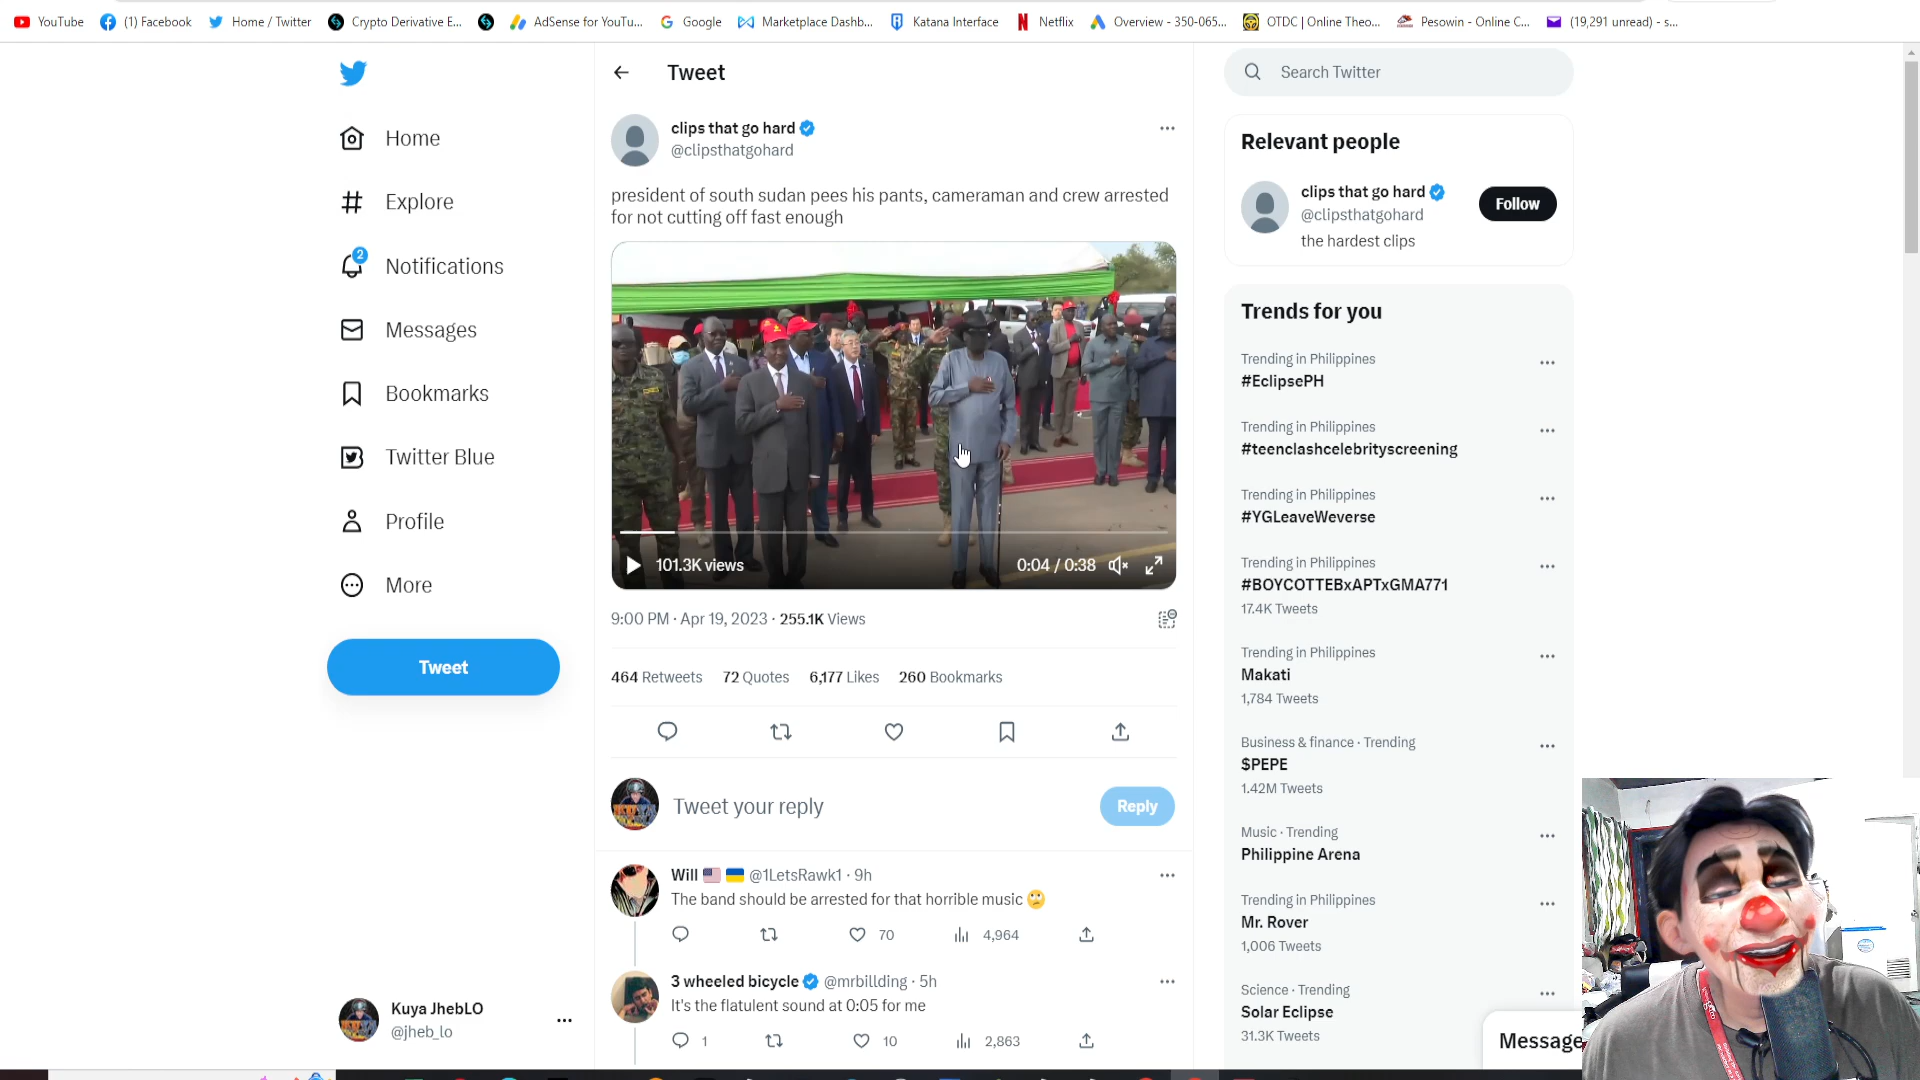 YouTube
(1) Facebook
Home / Twitter
Crypto Derivative E...
AdSense for YouTu...
Google
Marketplace Dashb...
Katana Interface
Netflix
Overview - 350-065...
OTDC | Online Theo...
Pesowin - Online C...
(19,291 unread) - s...
Home
Explore
2
Notifications
Messages
Bookmarks
Twitter Blue
Profile
More
Tweet
Kuya JhebLO
@jheb_lo
Tweet
clips that go hard
@clipsthatgohard
president of south sudan pees his pants, cameraman and crew arrested
for not cutting off fast enough
101.3K views
0:04 / 0:38
9:00 PM · Apr 19, 2023 · 255.1K Views
464 Retweets 72 Quotes 6,177 Likes 260 Bookmarks
Tweet your reply
Reply
Will @1LetsRawk1 · 9h
The band should be arrested for that horrible music 🙄
70
4,964
3 wheeled bicycle @mrbillding · 5h
It's the flatulent sound at 0:05 for me
1
10
2,863
Search Twitter
Relevant people
clips that go hard
@clipsthatgohard
Follow
the hardest clips
Trends for you
Trending in Philippines
#EclipsePH
Trending in Philippines
#teenclashcelebrityscreening
Trending in Philippines
#YGLeaveWeverse
Trending in Philippines
#BOYCOTTEBxAPTxGMA771
17.4K Tweets
Trending in Philippines
Makati
1,784 Tweets
Business & finance · Trending
$PEPE
1.42M Tweets
Music · Trending
Philippine Arena
Trending in Philippines
Mr. Rover
1,006 Tweets
Science · Trending
Solar Eclipse
31.3K Tweets